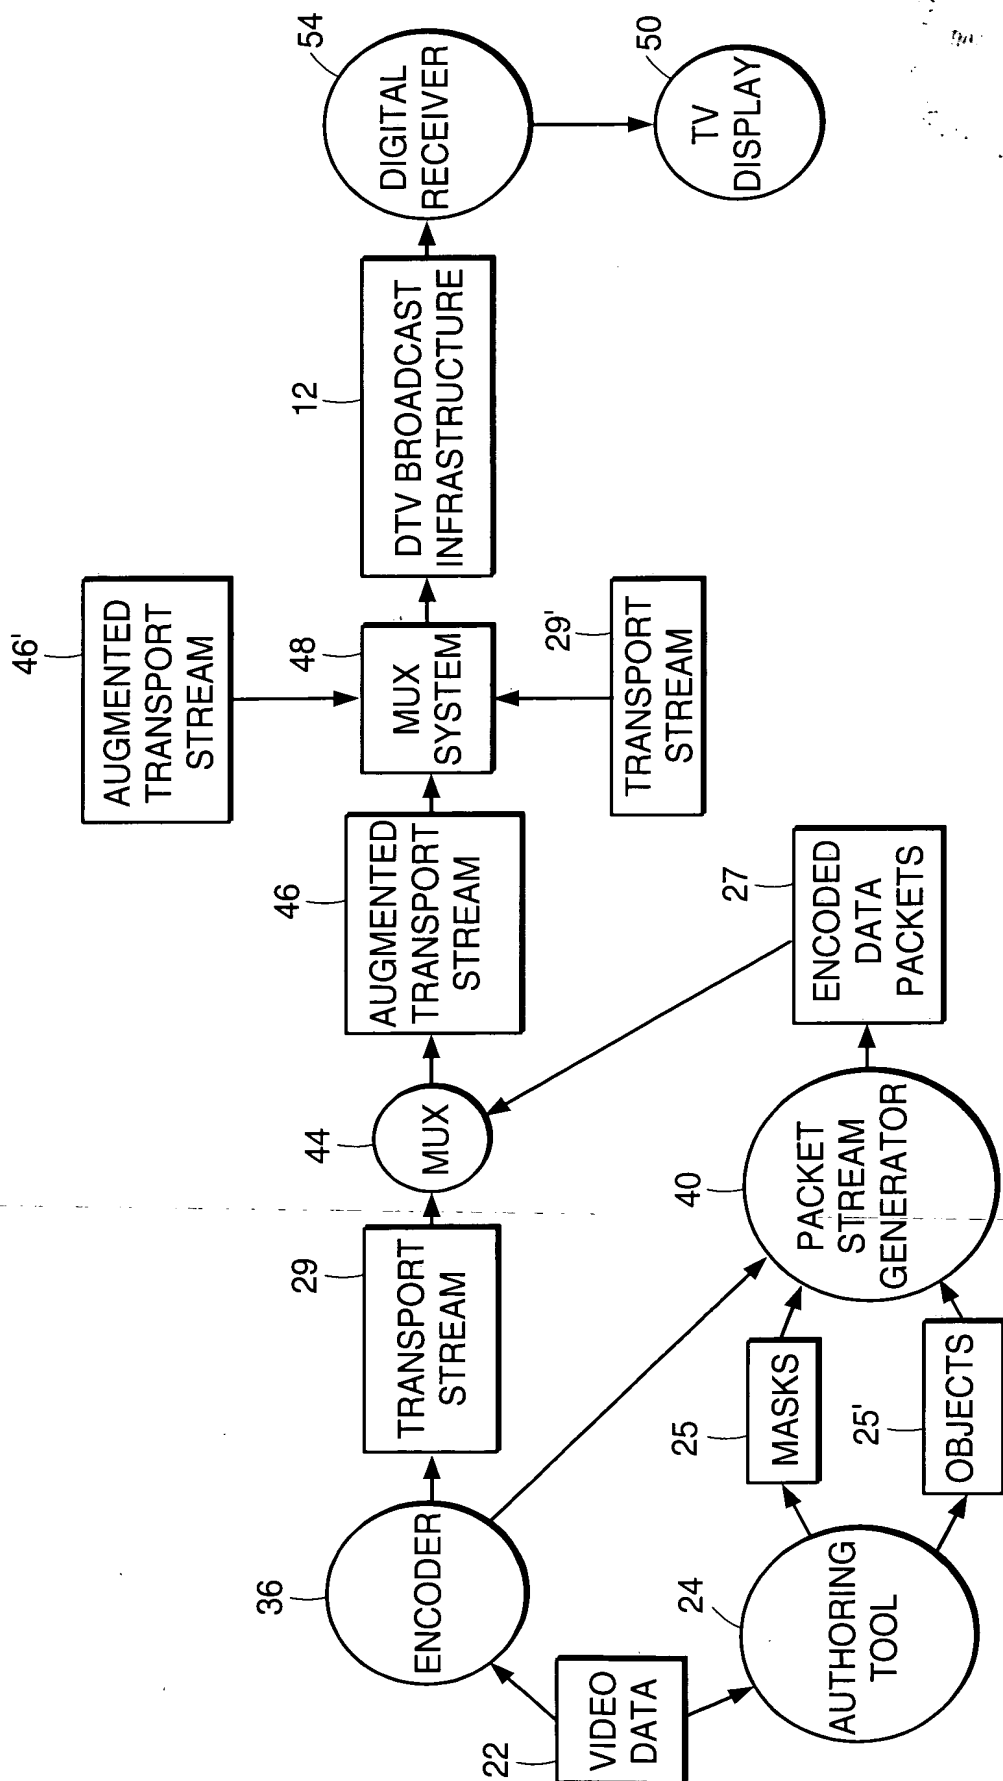 22
VIDEO
DATA
36
ENCODER
24
AUTHORING
TOOL
29
TRANSPORT
STREAM
25
MASKS
25'
OBJECTS
44
MUX
40
PACKET
STREAM
GENERATOR
46
AUGMENTED
TRANSPORT
STREAM
27
ENCODED
DATA
PACKETS
46'
AUGMENTED
TRANSPORT
STREAM
48
MUX
SYSTEM
29'
TRANSPORT
STREAM
12
DTV BROADCAST
INFRASTRUCTURE
54
DIGITAL
RECEIVER
50
TV
DISPLAY